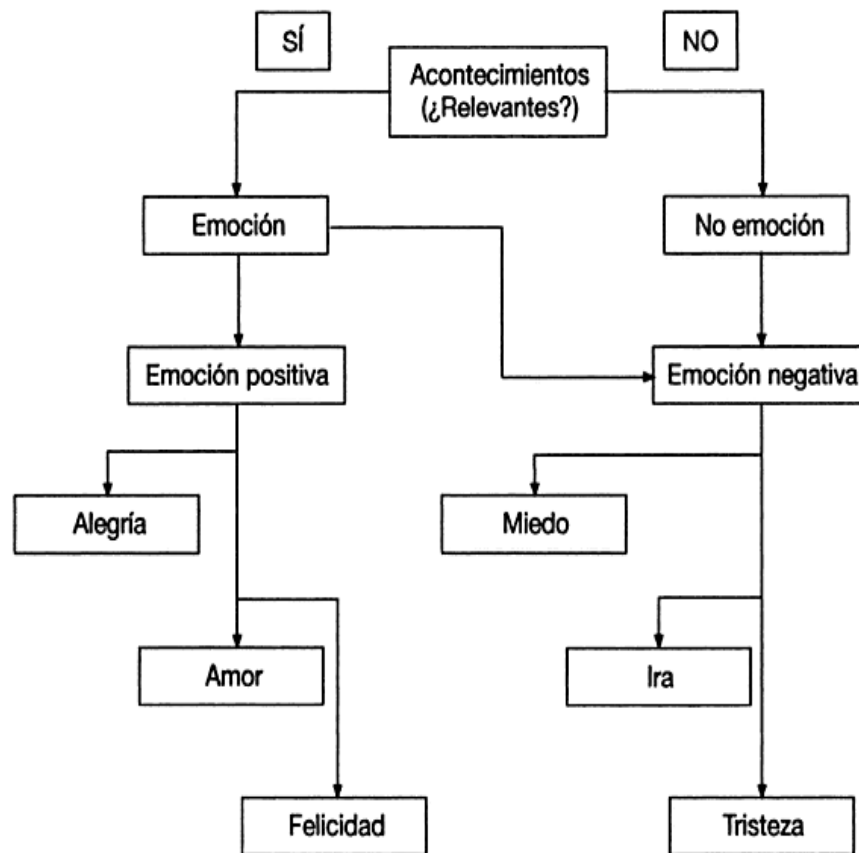 SÍ
NO
Acontecimientos
(¿Relevantes?)
Emoción
No emoción
Emoción positiva
Emoción negativa
Alegría
Miedo
Amor
Ira
Felicidad
Tristeza